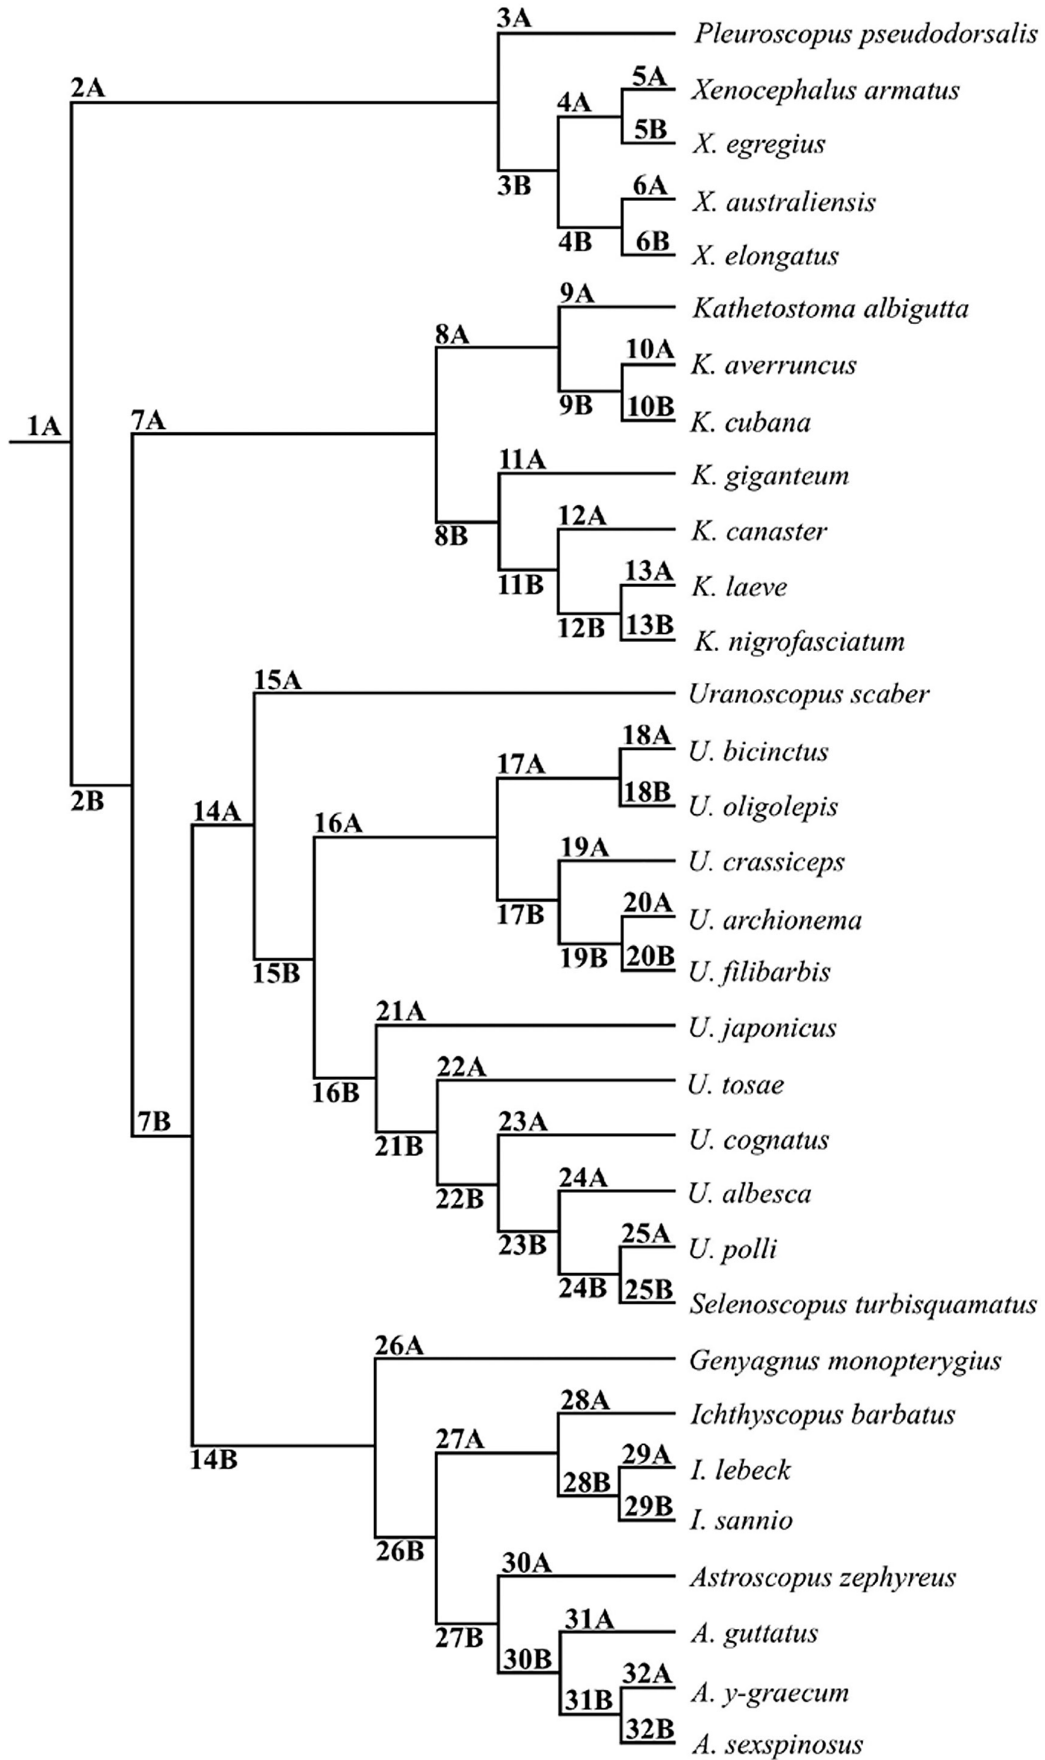 3A
Pleuroscopus pseudodorsalis
2A
5A
Xenocephalus armatus
4A
5B
X. egregius
3B
6A
X. australiensis
4B
6B
X. elongatus
9A
Kathetostoma albigutta
8A
10A
K. averruncus
9B
10B
K. cubana
1A
7A
11A
K. giganteum
12A
K. canaster
8B
11B
13A
K. laeve
12B
13B
K. nigrofasciatum
15A
Uranoscopus scaber
18A
U. bicinctus
17A
2B
18B
U. oligolepis
14A
16A
19A
U. crassiceps
17B
20A
U. archionema
15B
19B
20B
U. filibarbis
21A
U. japonicus
16B
22A
U. tosae
7B
23A
U. cognatus
21B
24A
U. albesca
22B
25A
U. polli
23B
24B
25B
Selenoscopus turbisquamatus
26A
Genyagnus monopterygius
28A
Ichthyscopus barbatus
27A
14B
29A
I. lebeck
28B
29B
I. sannio
26B
30A
Astroscopus zephyreus
31A
A. guttatus
27B
30B
32A
A. y-graecum
31B
32B
A. sexspinosus